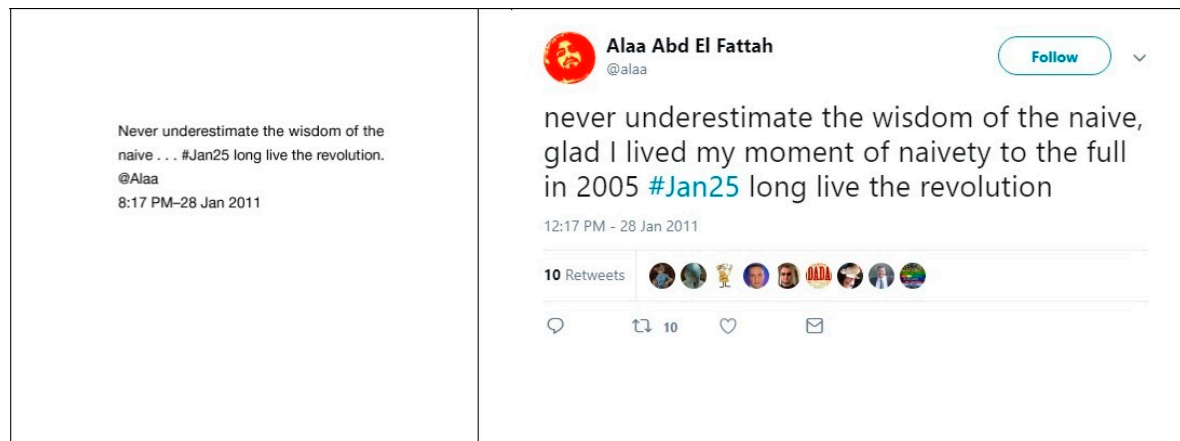 Never underestimate the wisdom of the
naive . . . #Jan25 long live the revolution.
@Alaa
8:17 PM–28 Jan 2011
Alaa Abd El Fattah
@alaa
Follow
never underestimate the wisdom of the naive,
glad I lived my moment of naivety to the full
in 2005 #Jan25 long live the revolution
12:17 PM - 28 Jan 2011
10 Retweets
DADA
10